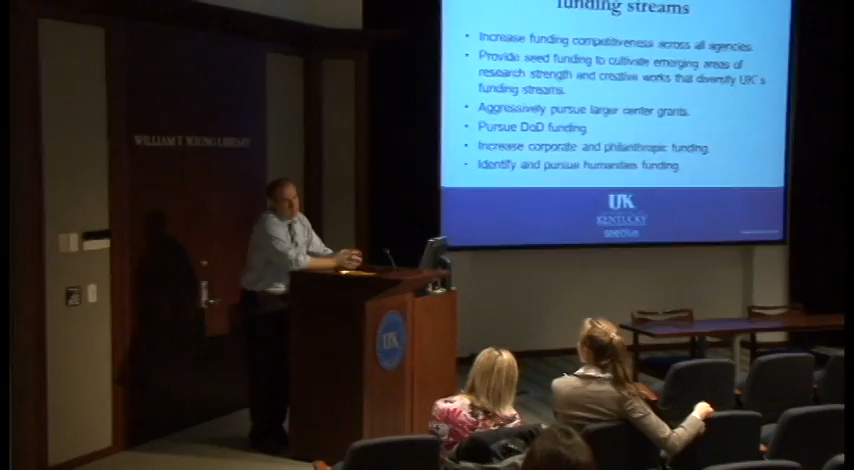 funding streams
• Increase funding competitiveness across all agencies.
• Provide seed funding to cultivate emerging areas of
research strength and creative works that diversify UK's
funding streams.
• Aggressively pursue larger center grants.
• Pursue DoD funding
• Increase corporate and philanthropic funding.
• Identify and pursue humanities funding.
WILLIAM T. YOUNG LIBRARY
UK
KENTUCKY
seeblue
UK